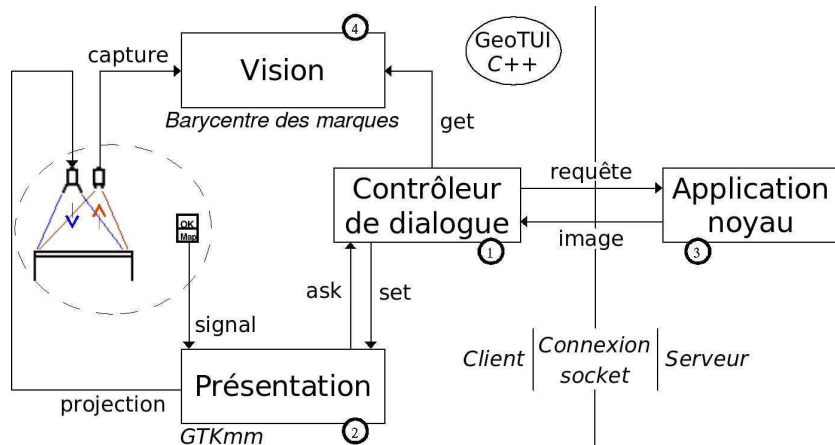 4
GeoTUI
C++
capture
Vision
Barycentre des marques
get
Contrôleur
de dialogue
1
requête
image
Application
noyau
3
OK
Map
ask
set
signal
Client
Connexion
socket
Serveur
Présentation
2
projection
GTKmm